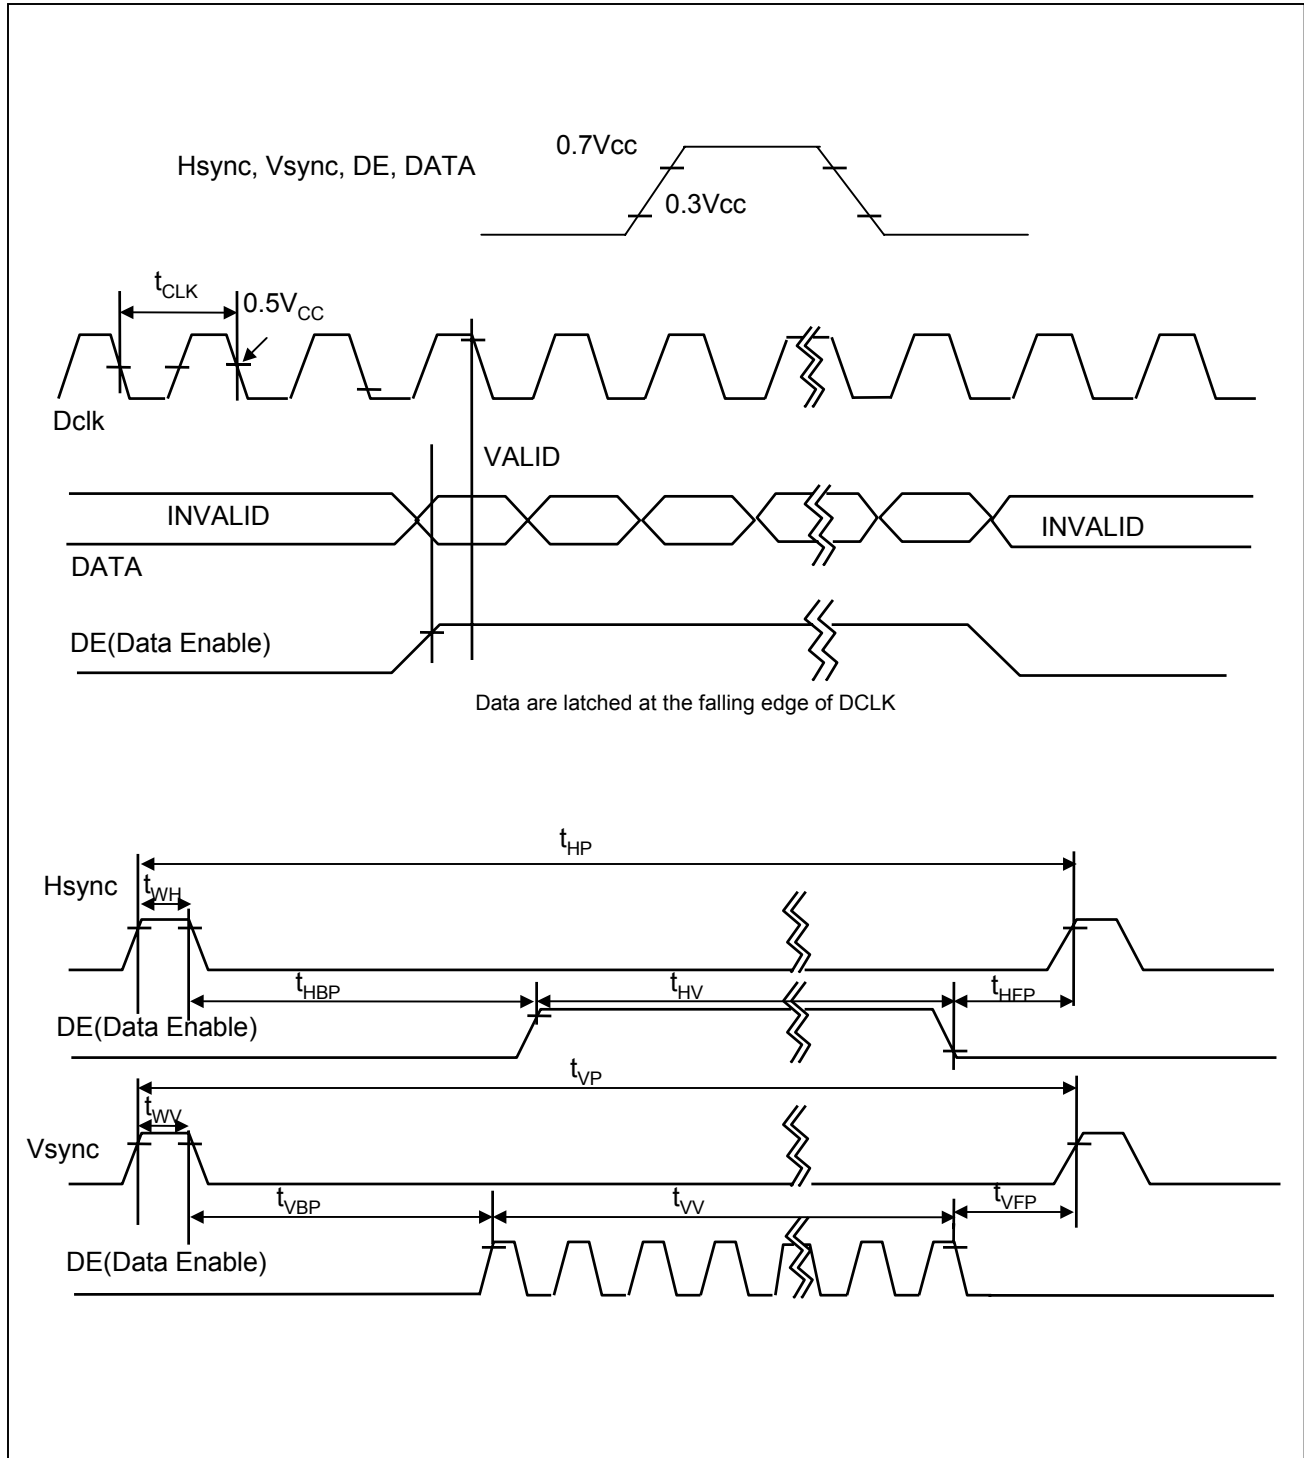 0.7Vcc
Hsync, Vsync, DE, DATA
0.3Vcc
tCLK
0.5VCC
Dclk
VALID
INVALID
INVALID
DATA
DE(Data Enable)
Data are latched at the falling edge of DCLK
tHP
Hsync
tWH
tHBP
tHV
tHFP
DE(Data Enable)
tVP
tWV
Vsync
tVBP
tVV
tVFP
DE(Data Enable)